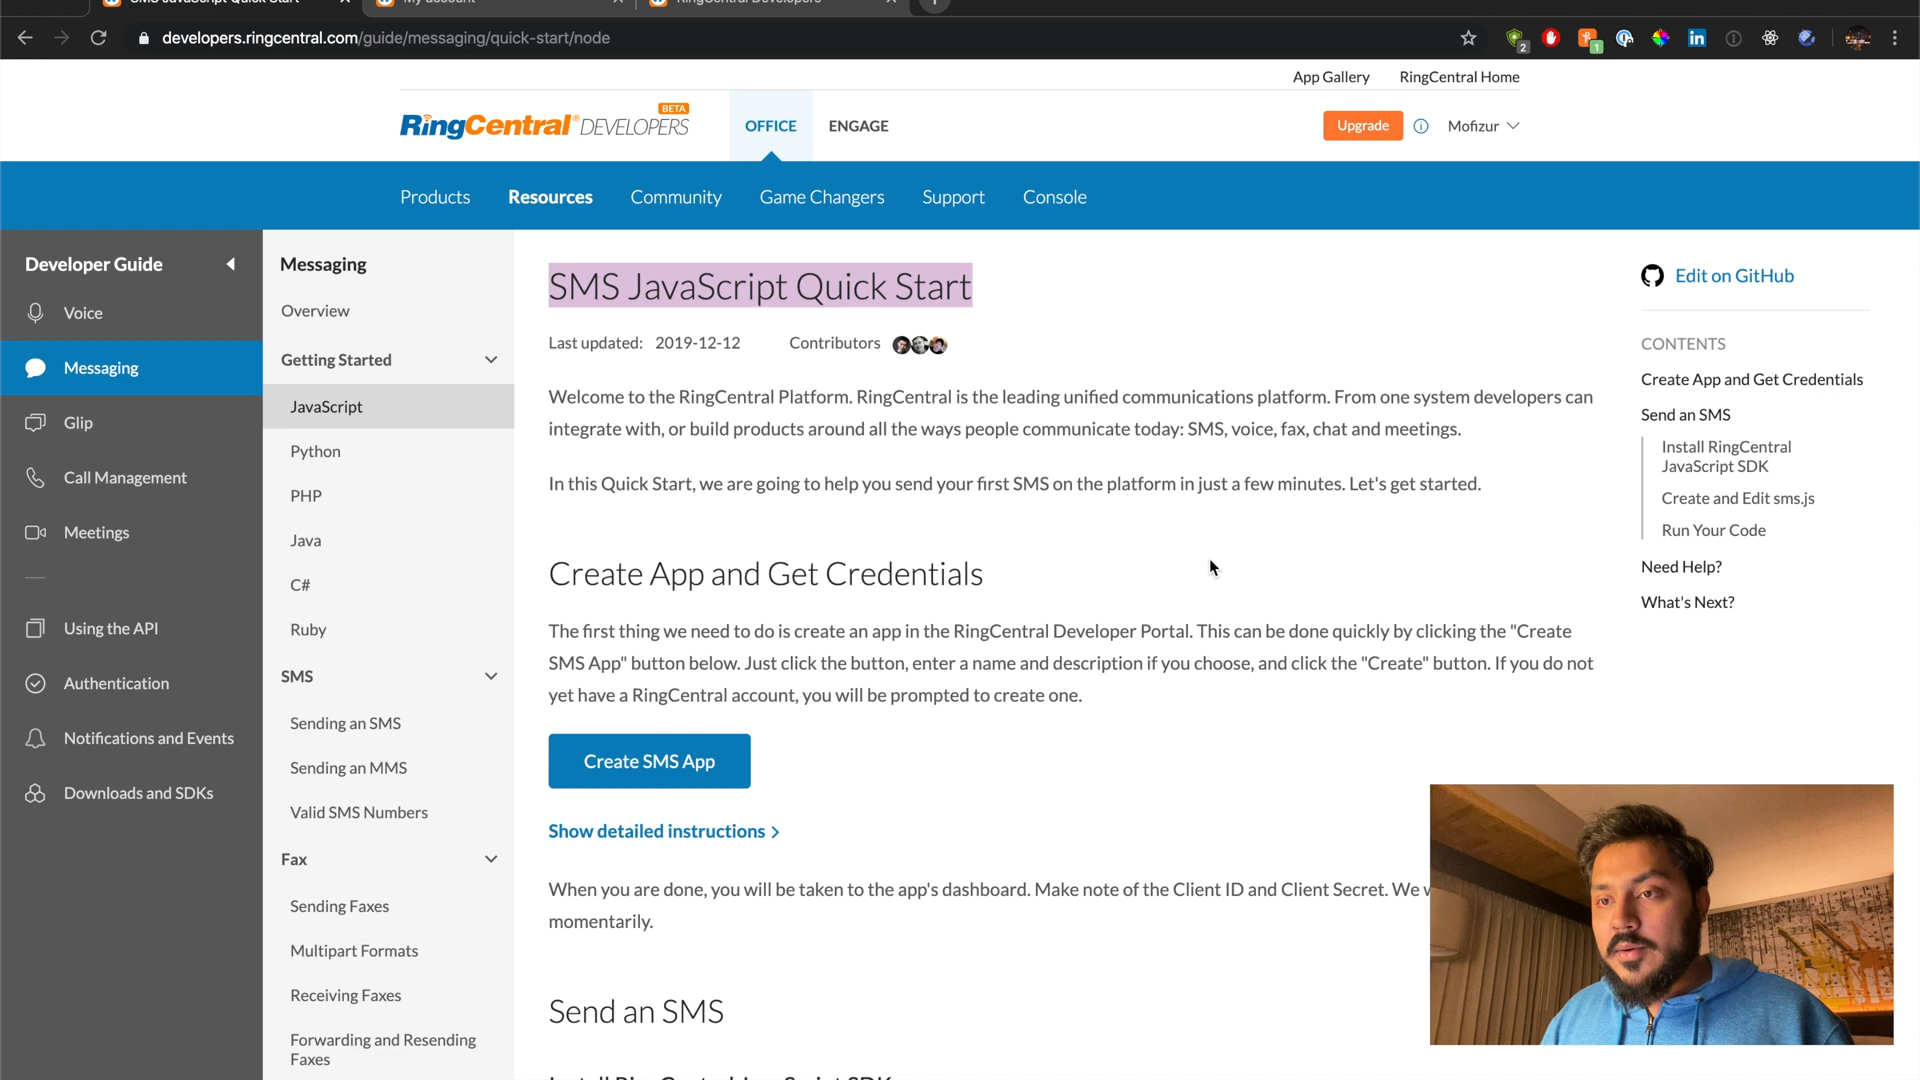 SMS JavaScript Quick Start
My account
RingCentral Developers
developers.ringcentral.com/guide/messaging/quick-start/node
2
1
App Gallery
RingCentral Home
RingCentral DEVELOPERS
BETA
OFFICE
ENGAGE
Upgrade
Mofizur
Products
Resources
Community
Game Changers
Support
Console
Developer Guide
Voice
Messaging
Glip
Call Management
Meetings
Using the API
Authentication
Notifications and Events
Downloads and SDKs
Messaging
Overview
Getting Started
JavaScript
Python
PHP
Java
C#
Ruby
SMS
Sending an SMS
Sending an MMS
Valid SMS Numbers
Fax
Sending Faxes
Multipart Formats
Receiving Faxes
Forwarding and Resending
Faxes
SMS JavaScript Quick Start
Last updated: 2019-12-12
Contributors
Welcome to the RingCentral Platform. RingCentral is the leading unified communications platform. From one system developers can
integrate with, or build products around all the ways people communicate today: SMS, voice, fax, chat and meetings.
In this Quick Start, we are going to help you send your first SMS on the platform in just a few minutes. Let's get started.
Create App and Get Credentials
The first thing we need to do is create an app in the RingCentral Developer Portal. This can be done quickly by clicking the "Create
SMS App" button below. Just click the button, enter a name and description if you choose, and click the "Create" button. If you do not
yet have a RingCentral account, you will be prompted to create one.
Create SMS App
Show detailed instructions >
When you are done, you will be taken to the app's dashboard. Make note of the Client ID and Client Secret. We
momentarily.
Send an SMS
Install RingCentral JavaScript SDK
Edit on GitHub
CONTENTS
Create App and Get Credentials
Send an SMS
Install RingCentral
JavaScript SDK
Create and Edit sms.js
Run Your Code
Need Help?
What's Next?